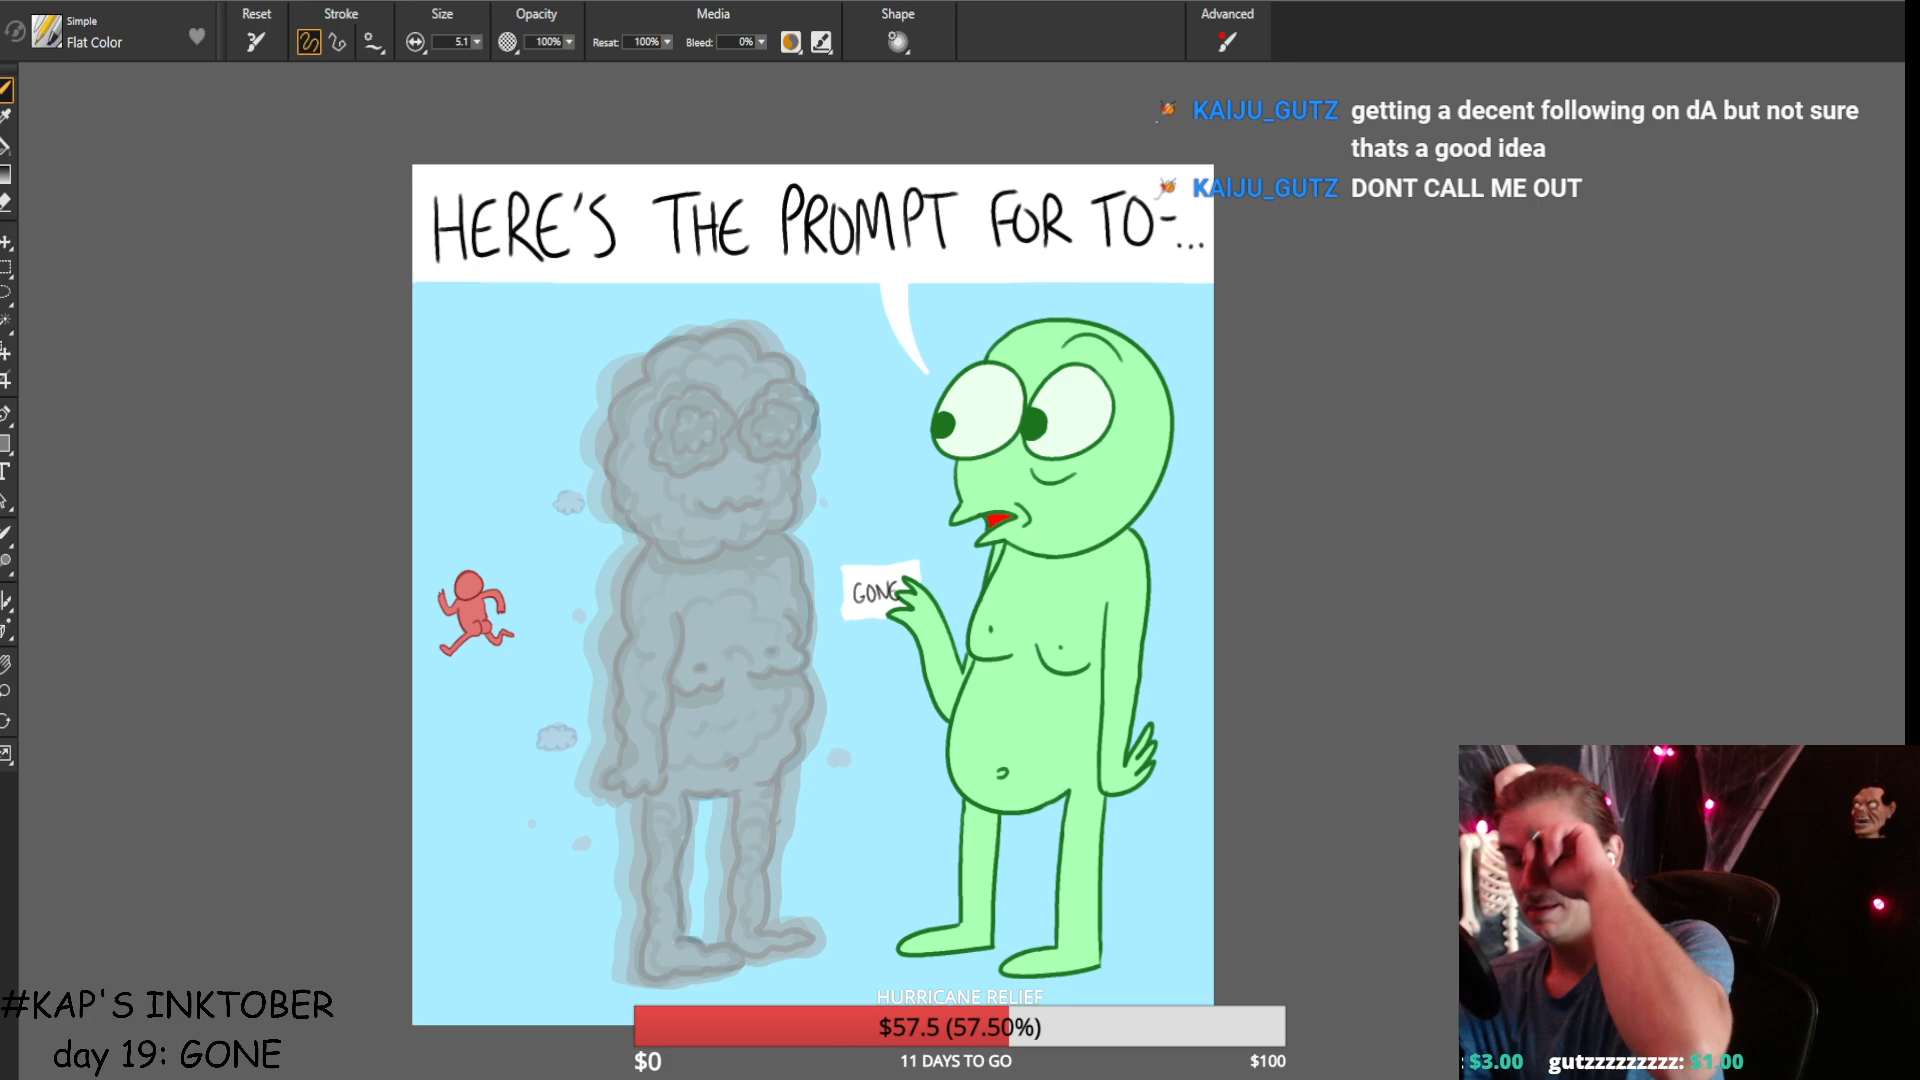 Simple
Flat Color
Reset
Stroke
Size
Opacity
Media
Shape
Advanced
5.1
100%
Resat: 100%
Bleed: 0%
KAIJU_GUTZ getting a decent following on dA but not sure
thats a good idea
KAIJU_GUTZ DONT CALL ME OUT
HERE'S THE PROMPT FOR TO-...
GONE
T
#KAP'S INKTOBER
day 19: GONE
HURRICANE RELIEF
$57.5 (57.50%)
$0
11 DAYS TO GO
$100
: $3.00 gutzzzzzzzzz: $1.00